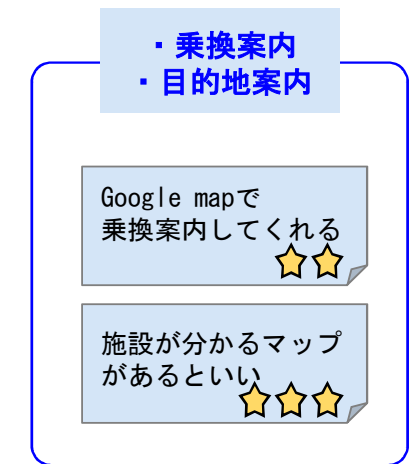 ・乗換案内
・目的地案内
Google mapで
乗換案内してくれる
施設が分かるマップ
があるといい